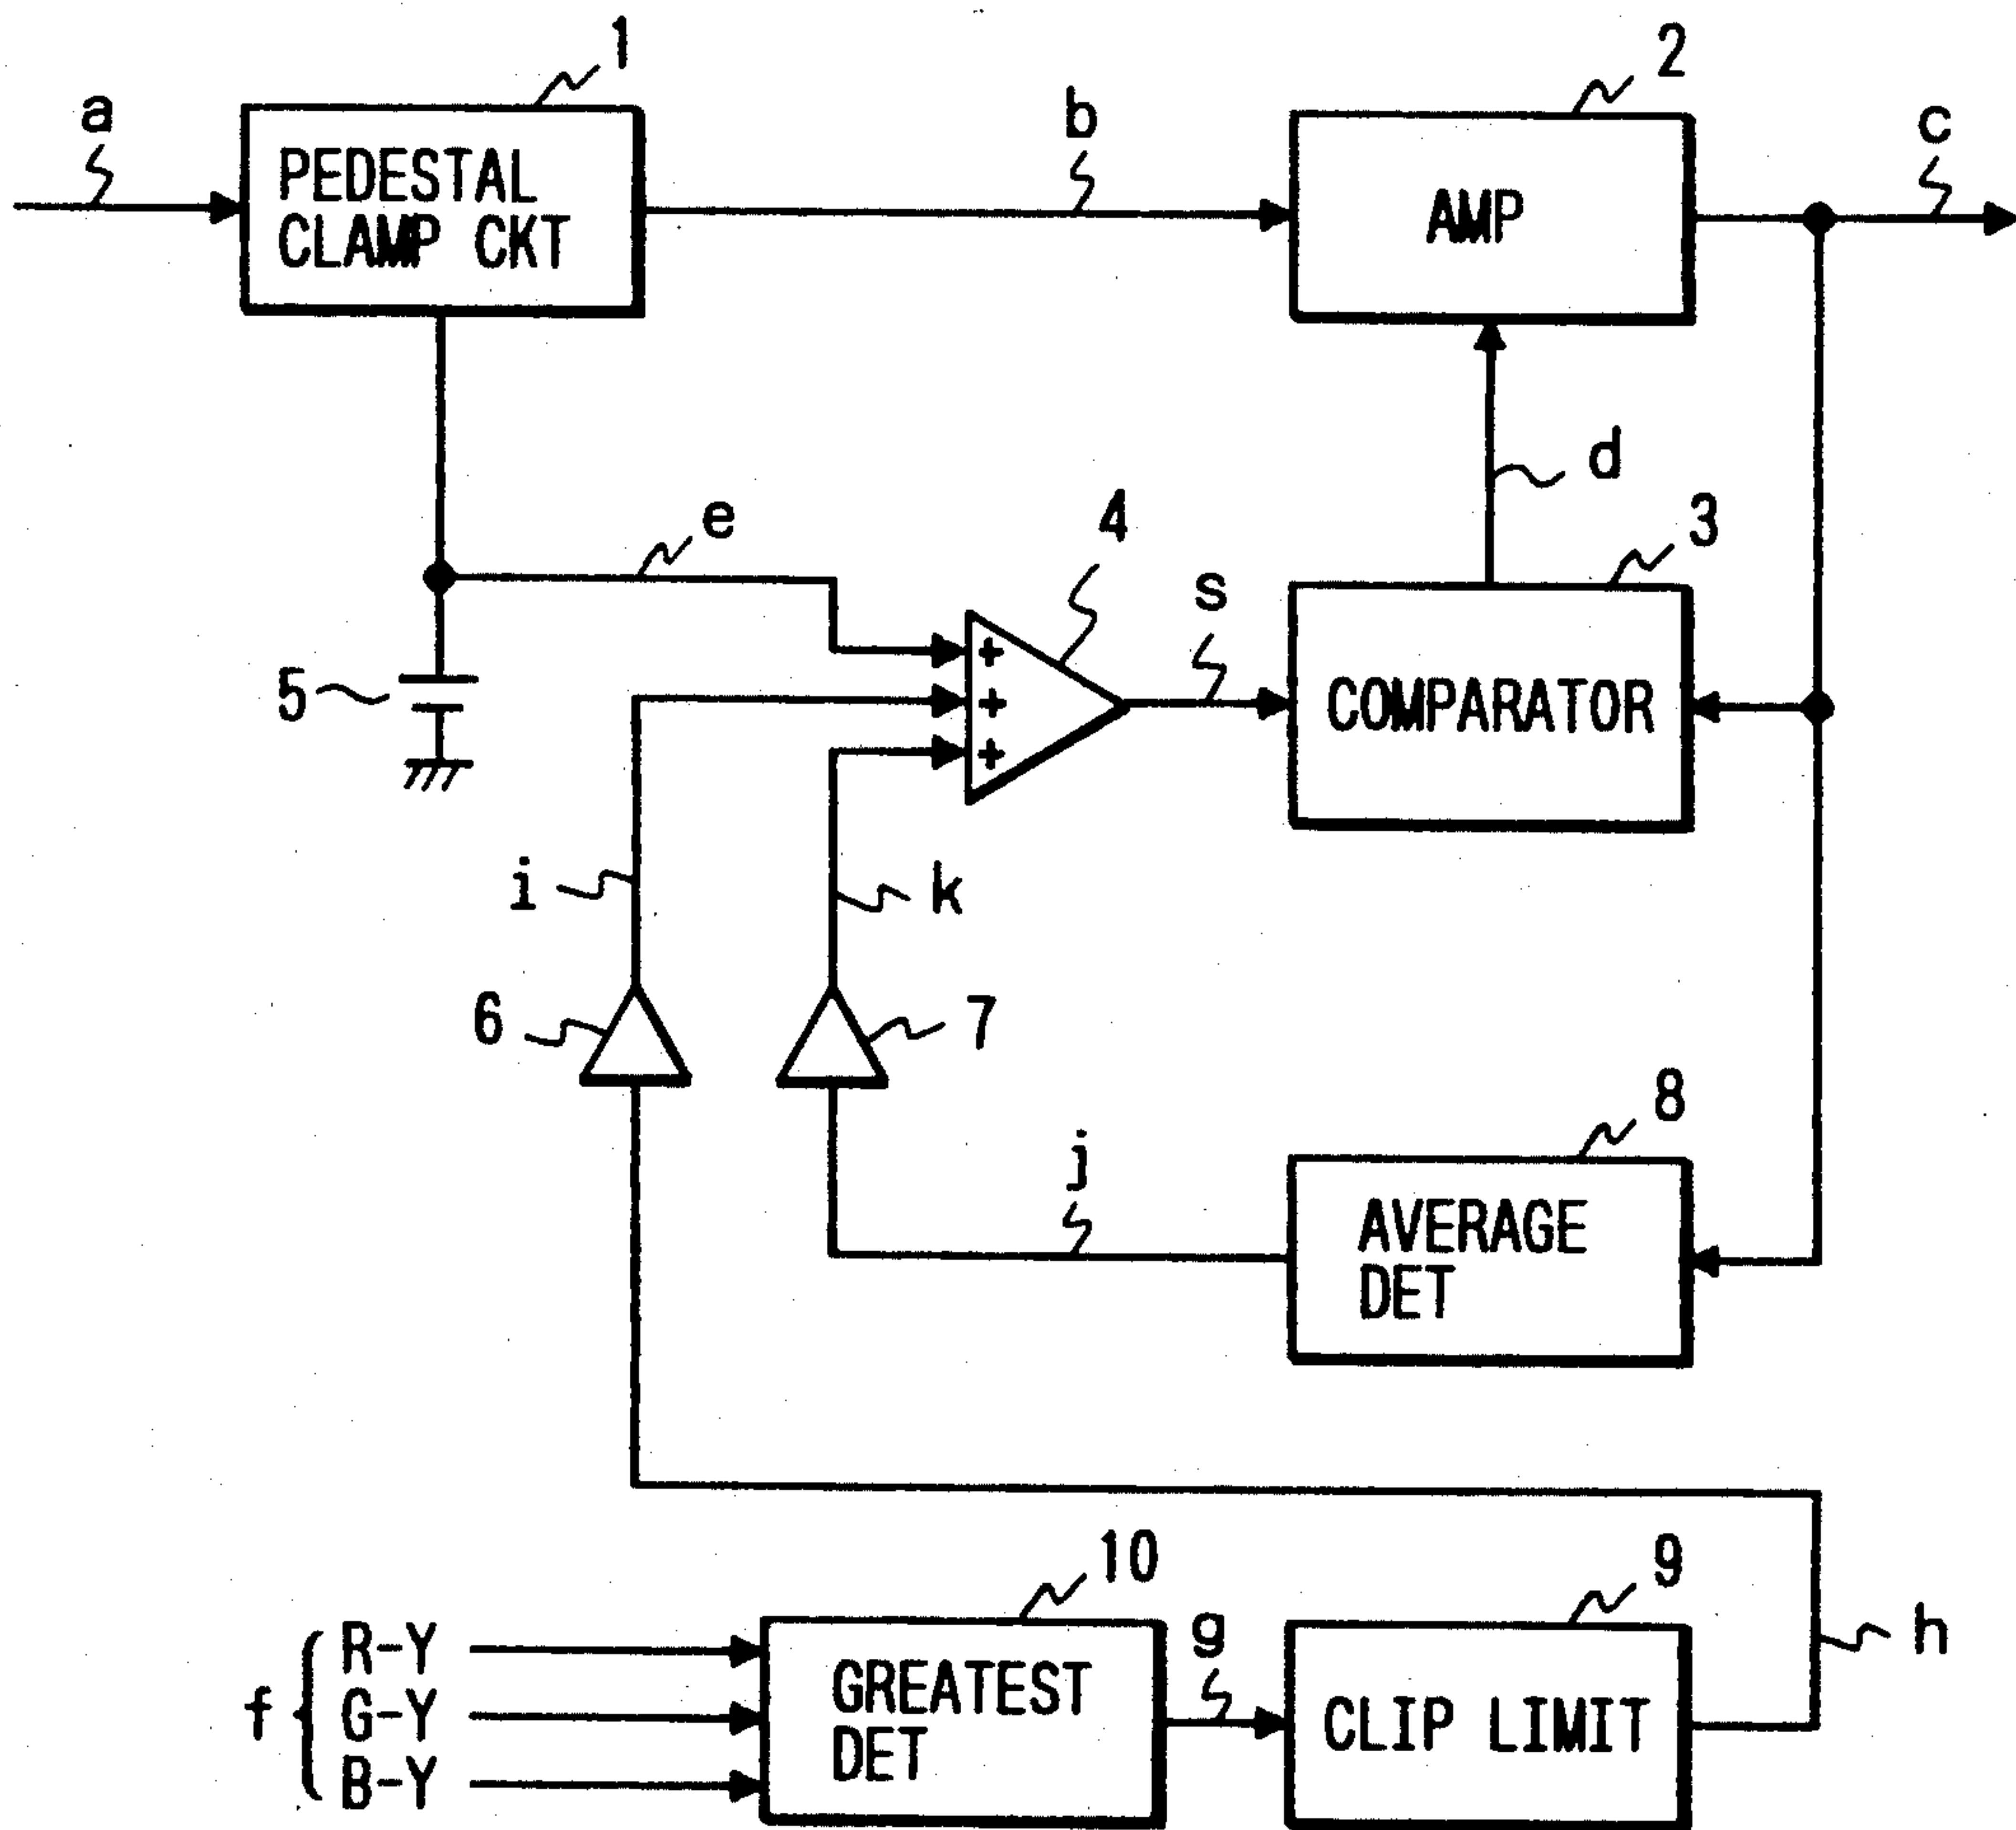 1
2
a
b
c
PEDESTAL
CLAMP CKT
AMP
d
e
4
3
s
5
+
+
+
COMPARATOR
i
k
6
7
8
j
AVERAGE
DET
10
9
g
h
f { R-Y
G-Y
B-Y
GREATEST
DET
CLIP LIMIT